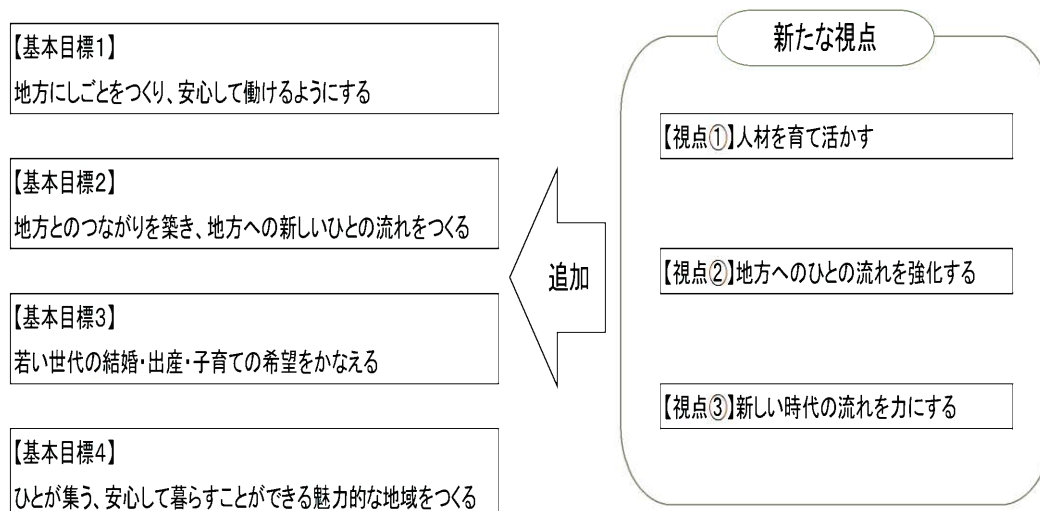 【基本目標1】
地方にしごとをつくり、安心して働けるようにする
【基本目標2】
地方とのつながりを築き、地方への新しいひとの流れをつくる
【基本目標3】
若い世代の結婚・出産・子育ての希望をかなえる
【基本目標4】
ひとが集う、安心して暮らすことができる魅力的な地域をつくる
追加
新たな視点
【視点①】人材を育て活かす
【視点②】地方へのひとの流れを強化する
【視点③】新しい時代の流れを力にする